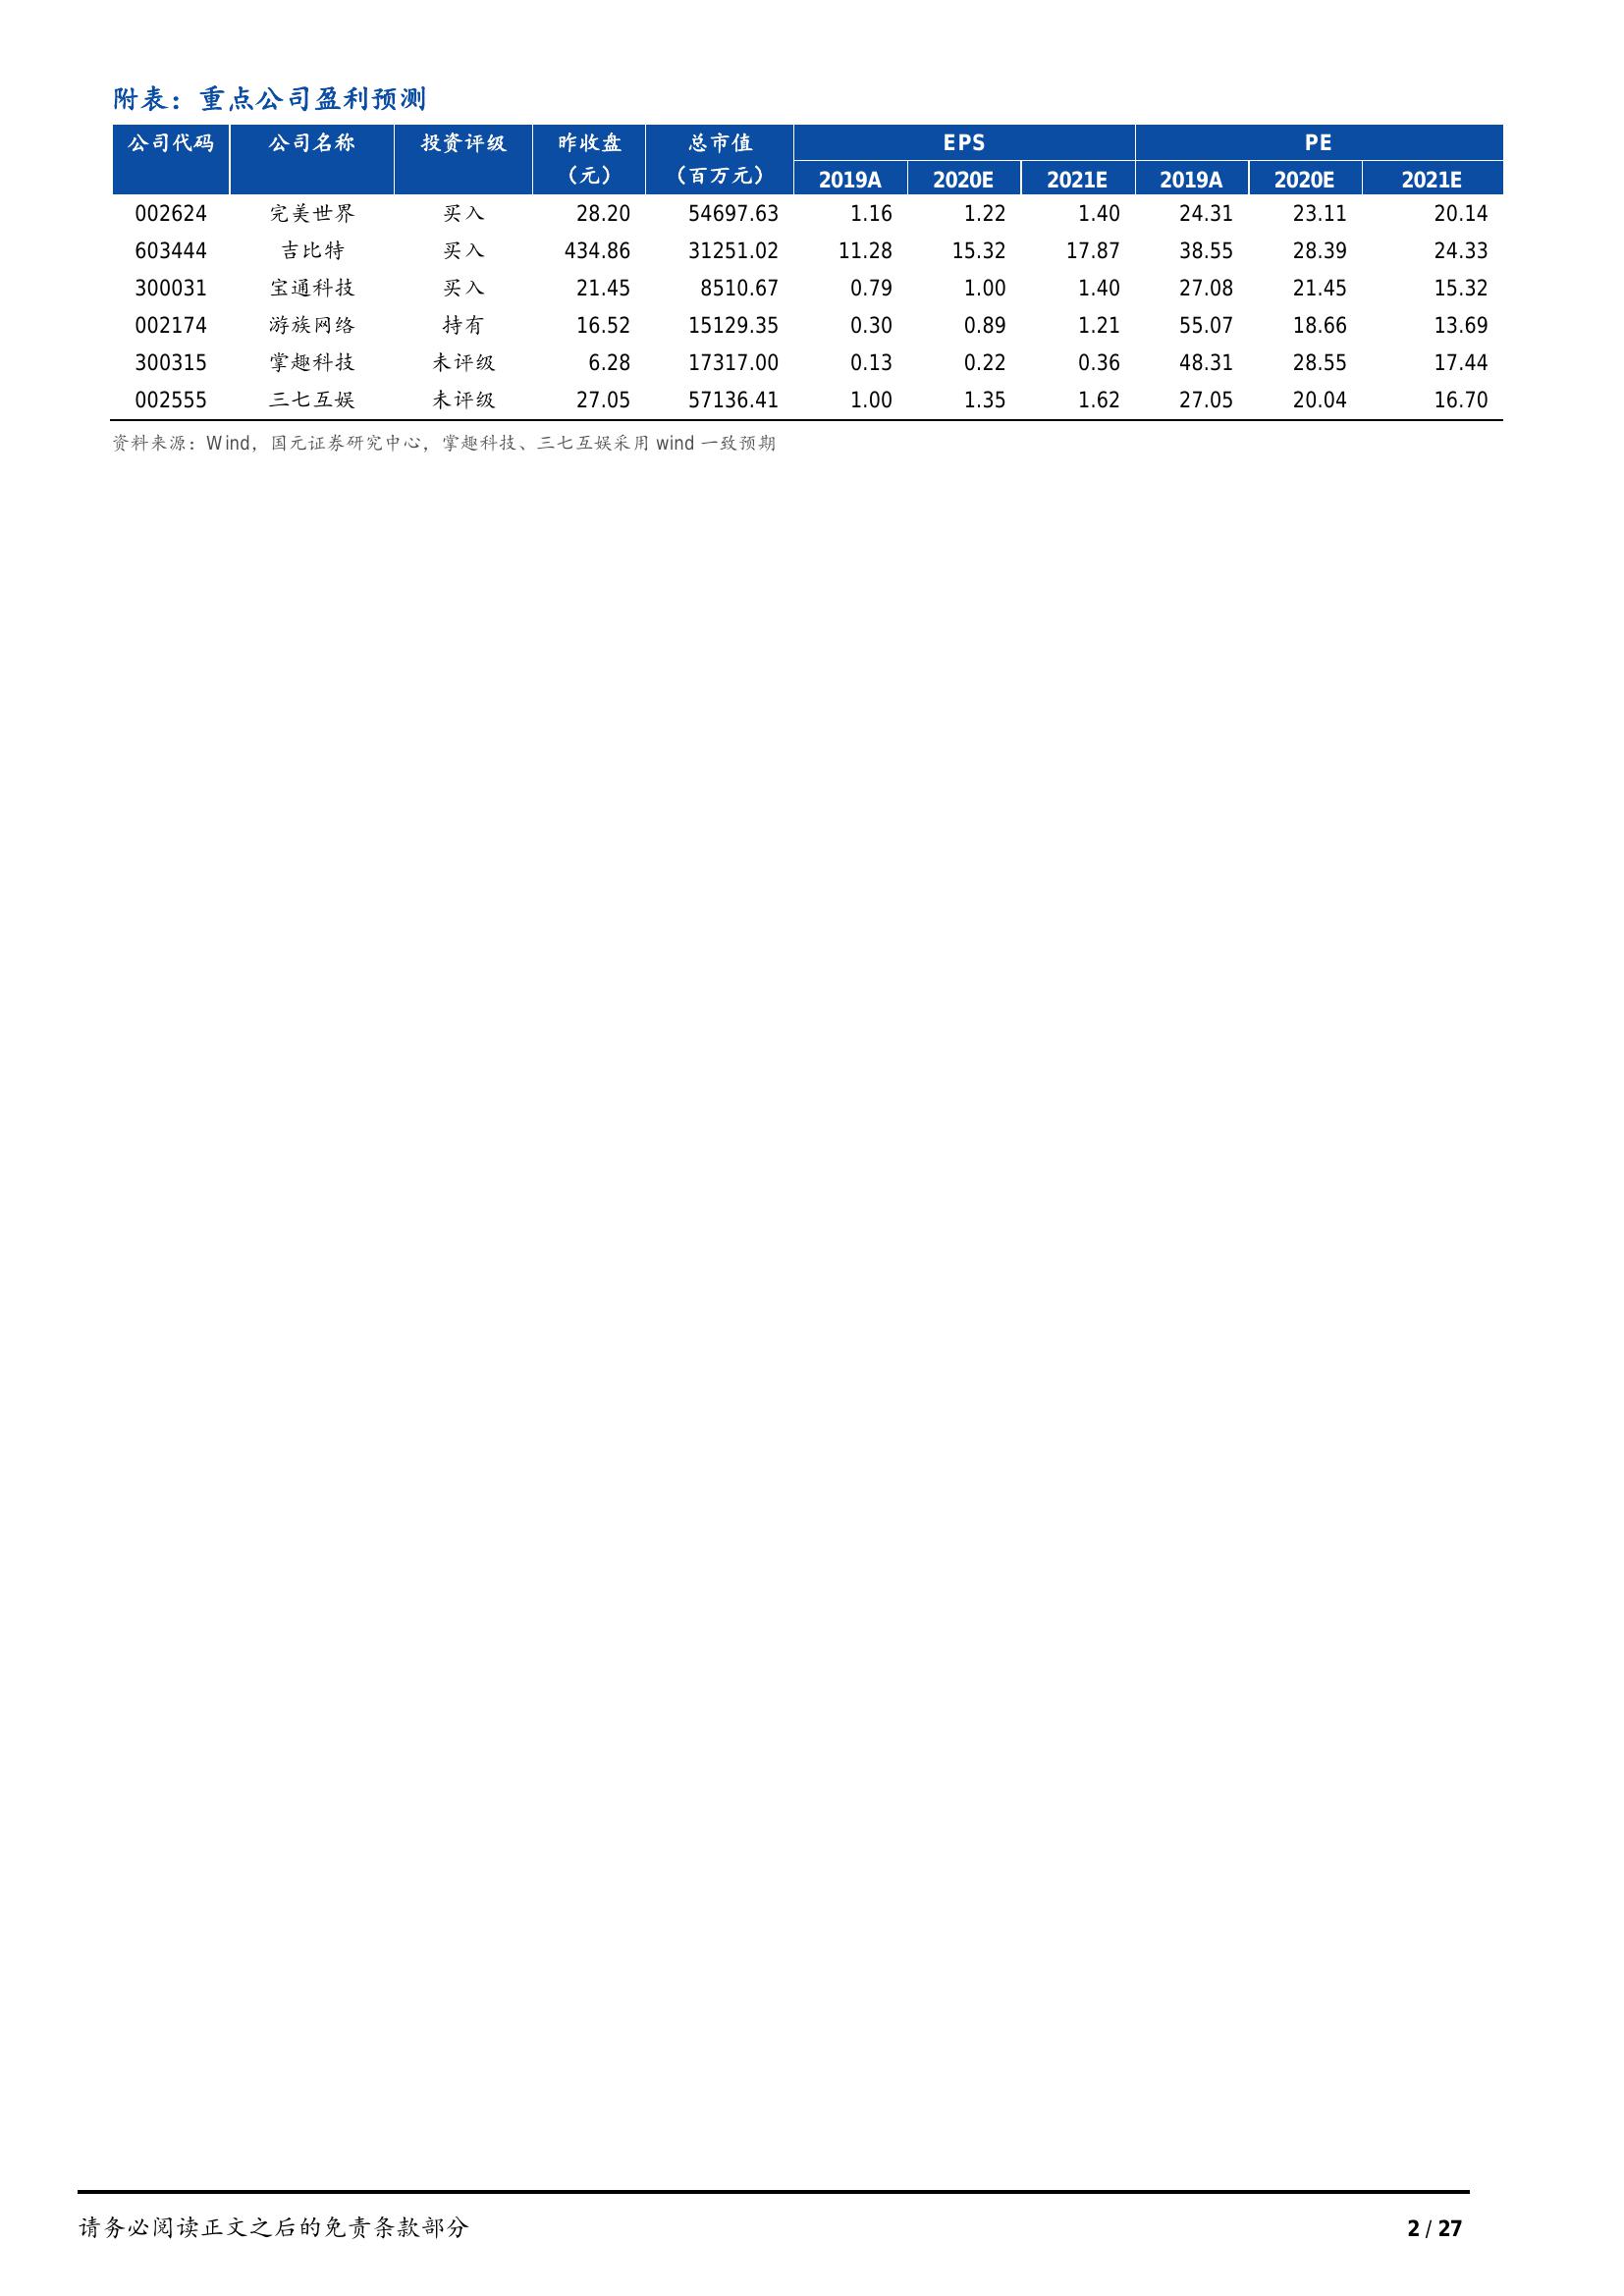 附表：重点公司盈利预测
公司代码 公司名称 投资评级 昨收盘（元） 总市值（百万元） EPS PE
2019A 2020E 2021E 2019A 2020E 2021E
002624 完美世界 买入 28.20 54697.63 1.16 1.22 1.40 24.31 23.11 20.14
603444 吉比特 买入 434.86 31251.02 11.28 15.32 17.87 38.55 28.39 24.33
300031 宝通科技 买入 21.45 8510.67 0.79 1.00 1.40 27.08 21.45 15.32
002174 游族网络 持有 16.52 15129.35 0.30 0.89 1.21 55.07 18.66 13.69
300315 掌趣科技 未评级 6.28 17317.00 0.13 0.22 0.36 48.31 28.55 17.44
002555 三七互娱 未评级 27.05 57136.41 1.00 1.35 1.62 27.05 20.04 16.70
资料来源：Wind，国元证券研究中心，掌趣科技、三七互娱采用 wind 一致预期
请务必阅读正文之后的免责条款部分 2 / 27